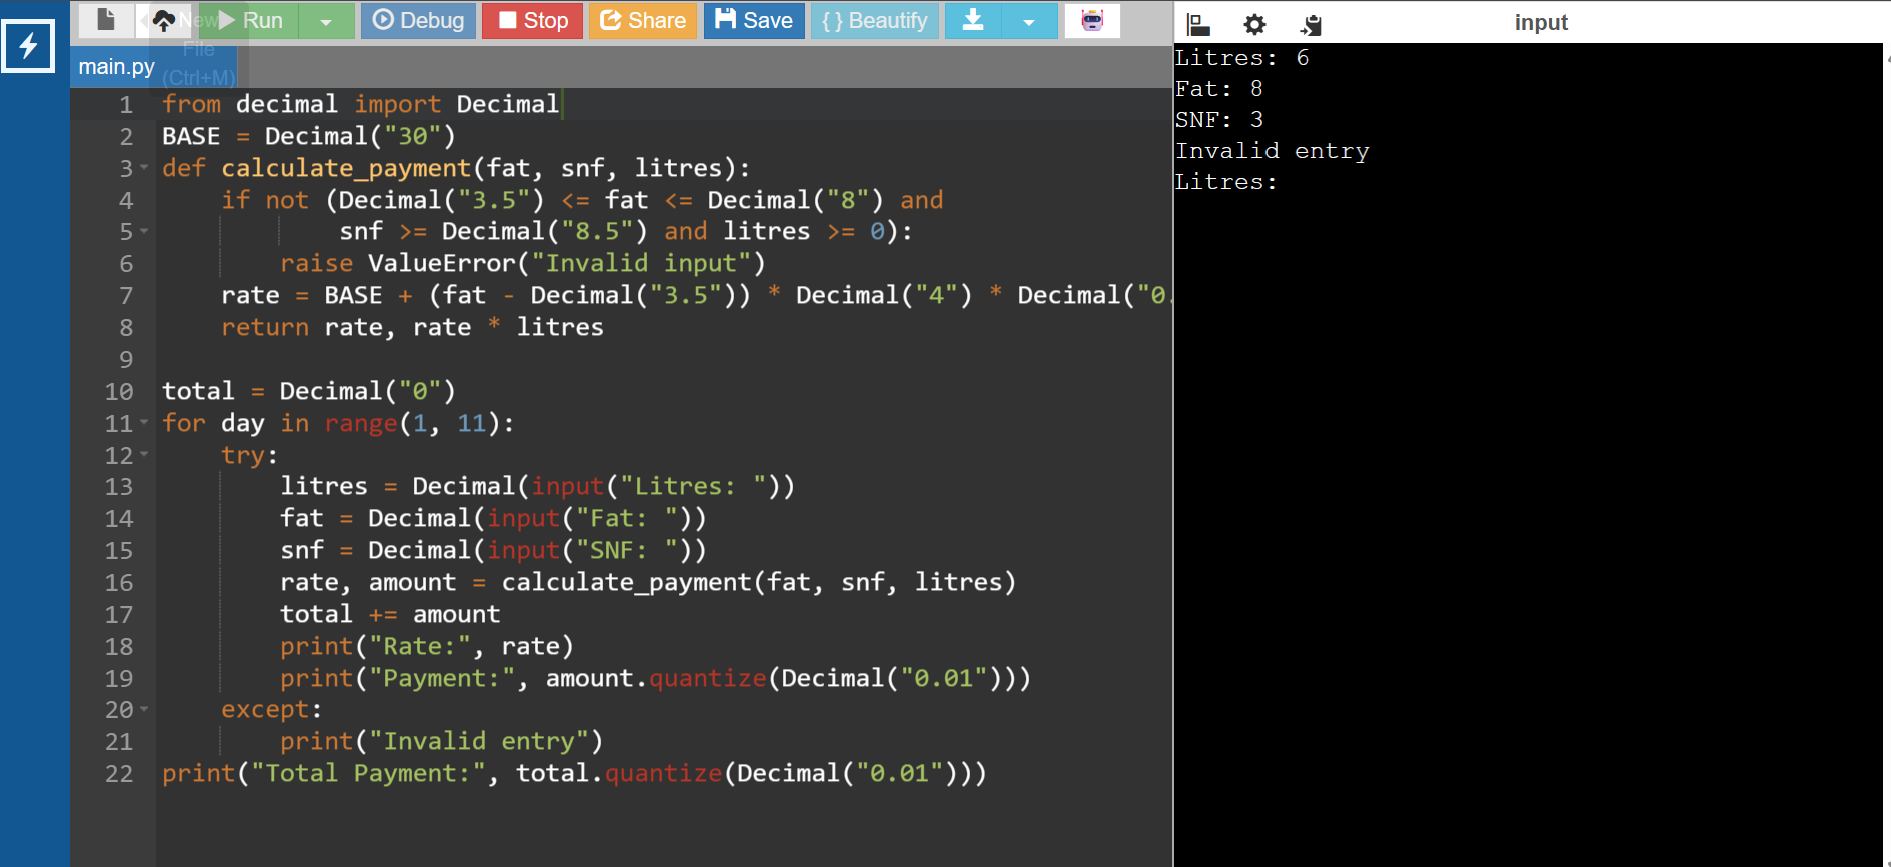 New File (Ctrl+M)
Run
Debug
Stop
Share
Save
{ } Beautify
main.py
1 from decimal import Decimal
2 BASE = Decimal("30")
3 def calculate_payment(fat, snf, litres):
4     if not (Decimal("3.5") <= fat <= Decimal("8") and
5             snf >= Decimal("8.5") and litres >= 0):
6         raise ValueError("Invalid input")
7     rate = BASE + (fat - Decimal("3.5")) * Decimal("4") * Decimal("0.
8     return rate, rate * litres
9
10 total = Decimal("0")
11 for day in range(1, 11):
12     try:
13         litres = Decimal(input("Litres: "))
14         fat = Decimal(input("Fat: "))
15         snf = Decimal(input("SNF: "))
16         rate, amount = calculate_payment(fat, snf, litres)
17         total += amount
18         print("Rate:", rate)
19         print("Payment:", amount.quantize(Decimal("0.01")))
20     except:
21         print("Invalid entry")
22 print("Total Payment:", total.quantize(Decimal("0.01")))
input
Litres: 6
Fat: 8
SNF: 3
Invalid entry
Litres: